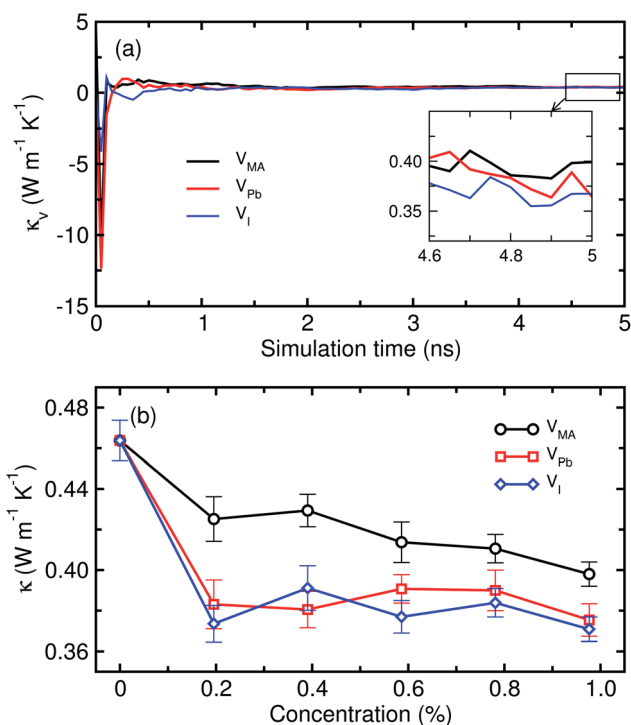 (a)
5
0
-5
-10
-15
κv (W m⁻¹ K⁻¹)
VMA
VPb
VI
0.40
0.35
4.6 4.8 5
0 1 2 3 4 5
Simulation time (ns)
(b)
0.48
0.44
0.40
0.36
κ (W m⁻¹ K⁻¹)
VMA
VPb
VI
0 0.2 0.4 0.6 0.8 1.0
Concentration (%)